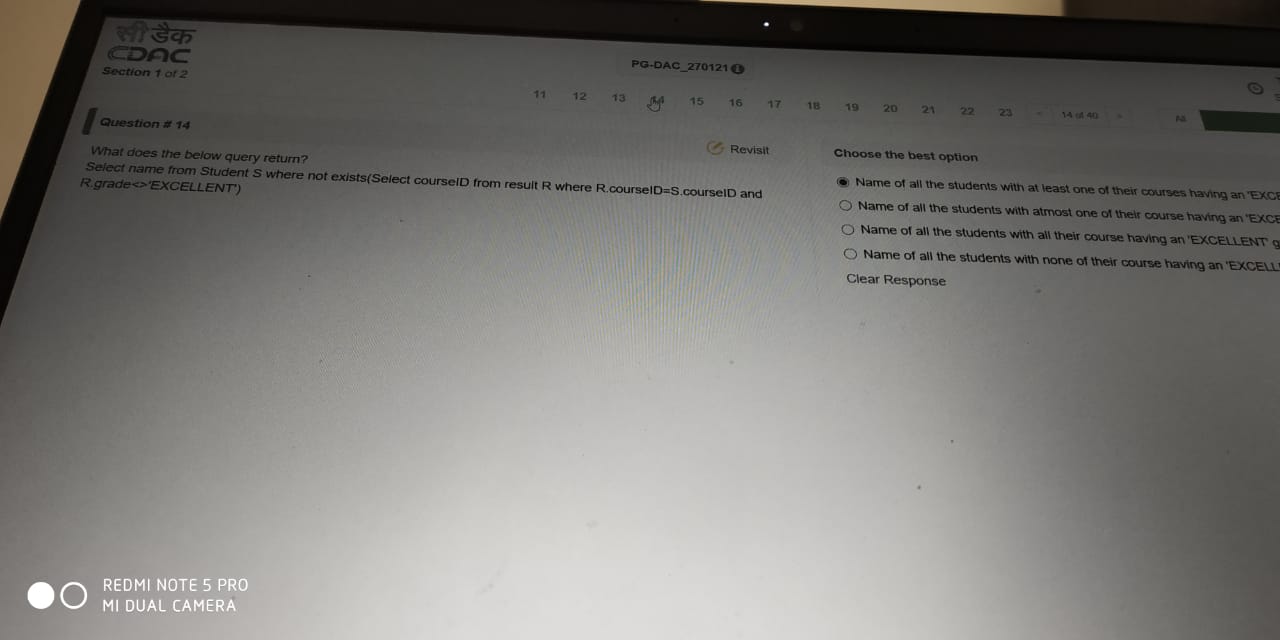 सी डैक
CDAC
Section 1 of 2
PG-DAC_270121
11 12 13 14 15 16 17 18 19 20 21 22 23 < 14 of 40 > All
Question # 14
Revisit
What does the below query return?
Select name from Student S where not exists(Select courseID from result R where R.courseID=S.courseID and
R.grade<>'EXCELLENT')
Choose the best option
Name of all the students with at least one of their courses having an 'EXCE
Name of all the students with atmost one of their course having an 'EXCE
Name of all the students with all their course having an 'EXCELLENT' g
Name of all the students with none of their course having an 'EXCELL
Clear Response
REDMI NOTE 5 PRO
MI DUAL CAMERA